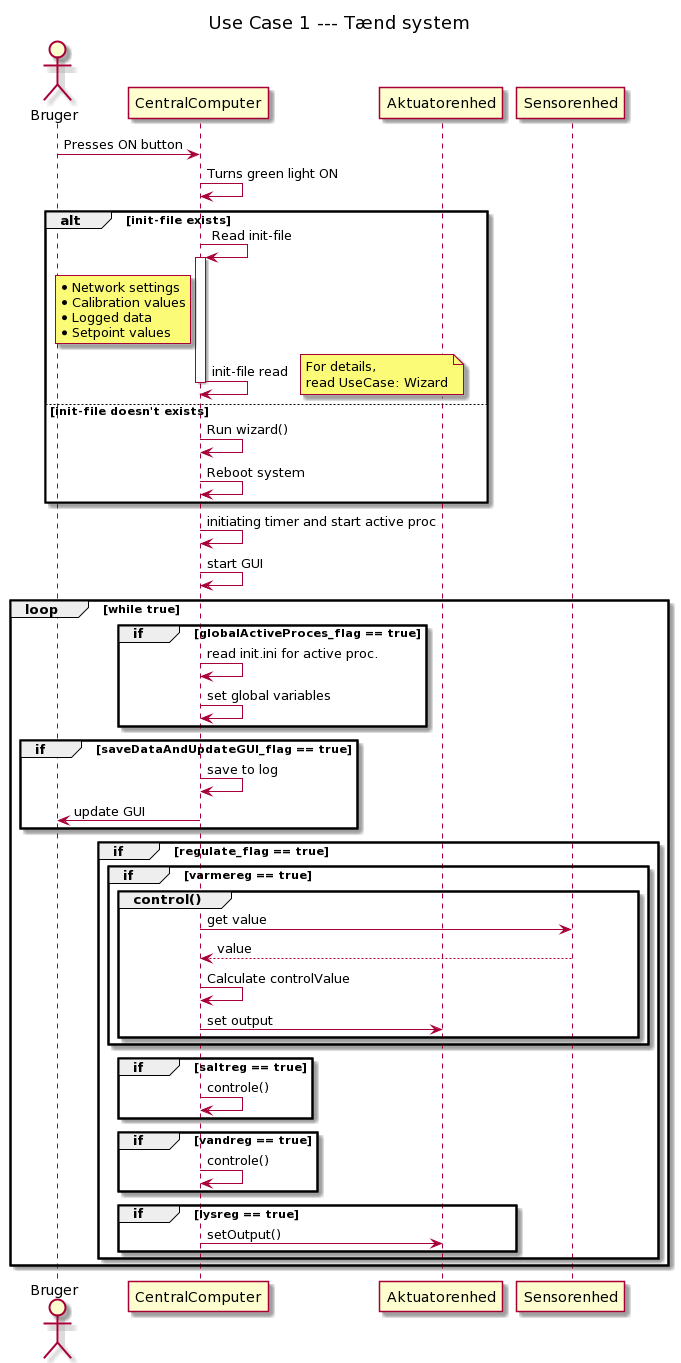 Use Case 1 --- Tænd system
Bruger
CentralComputer
Aktuatorenhed
Sensorenhed
Presses ON button
Turns green light ON
alt
[init-file exists]
Read init-file
• Network settings
• Calibration values
• Logged data
• Setpoint values
init-file read
For details,
read UseCase: Wizard
[init-file doesn't exists]
Run wizard()
Reboot system
initiating timer and start active proc
start GUI
loop
[while true]
if
[globalActiveProces_flag == true]
read init.ini for active proc.
set global variables
if
[saveDataAndUpdateGUI_flag == true]
save to log
update GUI
if
[regulate_flag == true]
if
[varmereg == true]
control()
get value
value
Calculate controlValue
set output
if
[saltreg == true]
controle()
if
[vandreg == true]
controle()
if
[lysreg == true]
setOutput()
Bruger
CentralComputer
Aktuatorenhed
Sensorenhed